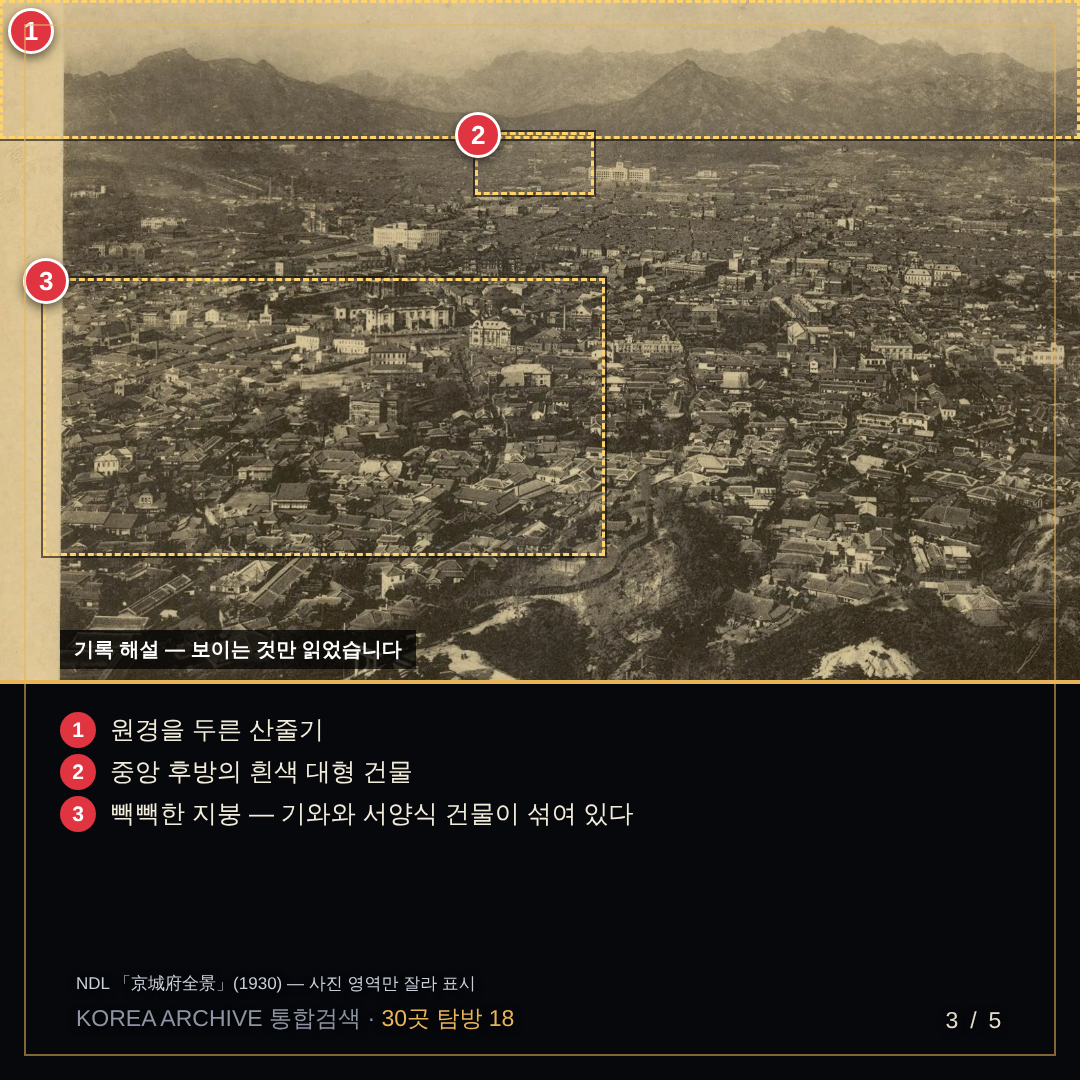 1
2
3
기록 해설 — 보이는 것만 읽었습니다
1 원경을 두른 산줄기
2 중앙 후방의 흰색 대형 건물
3 빽빽한 지붕 — 기와와 서양식 건물이 섞여 있다
NDL 「京城府全景」(1930) — 사진 영역만 잘라 표시
KOREA ARCHIVE 통합검색 · 30곳 탐방 18
3 / 5